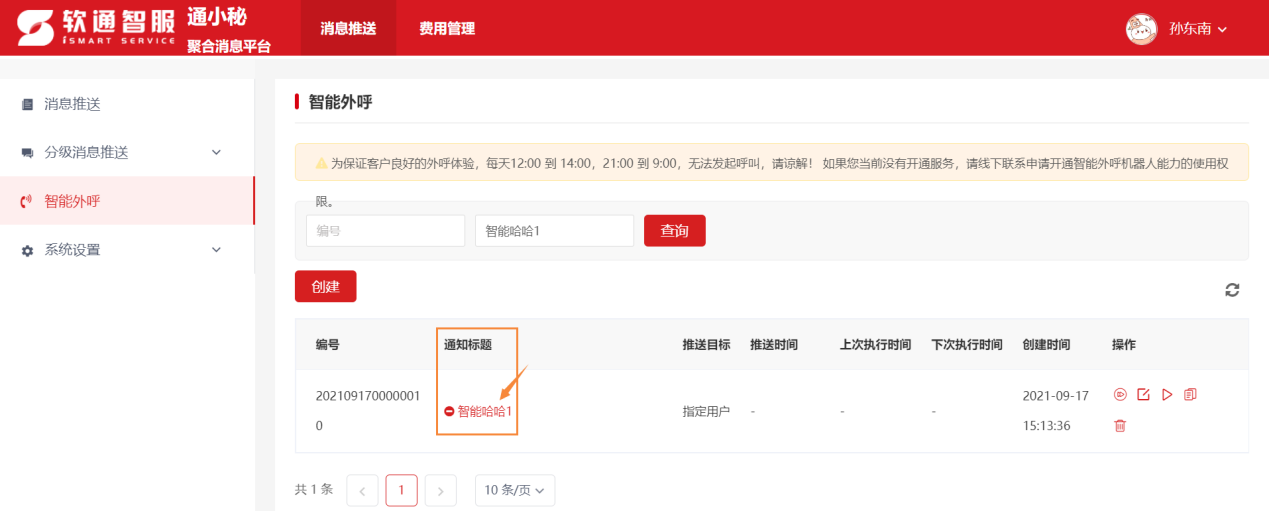 软通智服
iSMART SERVICE
通小秘
聚合消息平台
消息推送
费用管理
孙东南
消息推送
分级消息推送
智能外呼
系统设置
智能外呼
为保证客户良好的外呼体验，每天12:00 到 14:00，21:00 到 9:00，无法发起呼叫，请谅解！ 如果您当前没有开通服务，请线下联系申请开通智能外呼机器人能力的使用权
限。
编号
智能哈哈1
查询
创建
编号 通知标题 推送目标 推送时间 上次执行时间 下次执行时间 创建时间 操作
202109170000001
0
智能哈哈1
指定用户
-
-
-
2021-09-17
15:13:36
共 1 条 < 1 > 10 条/页